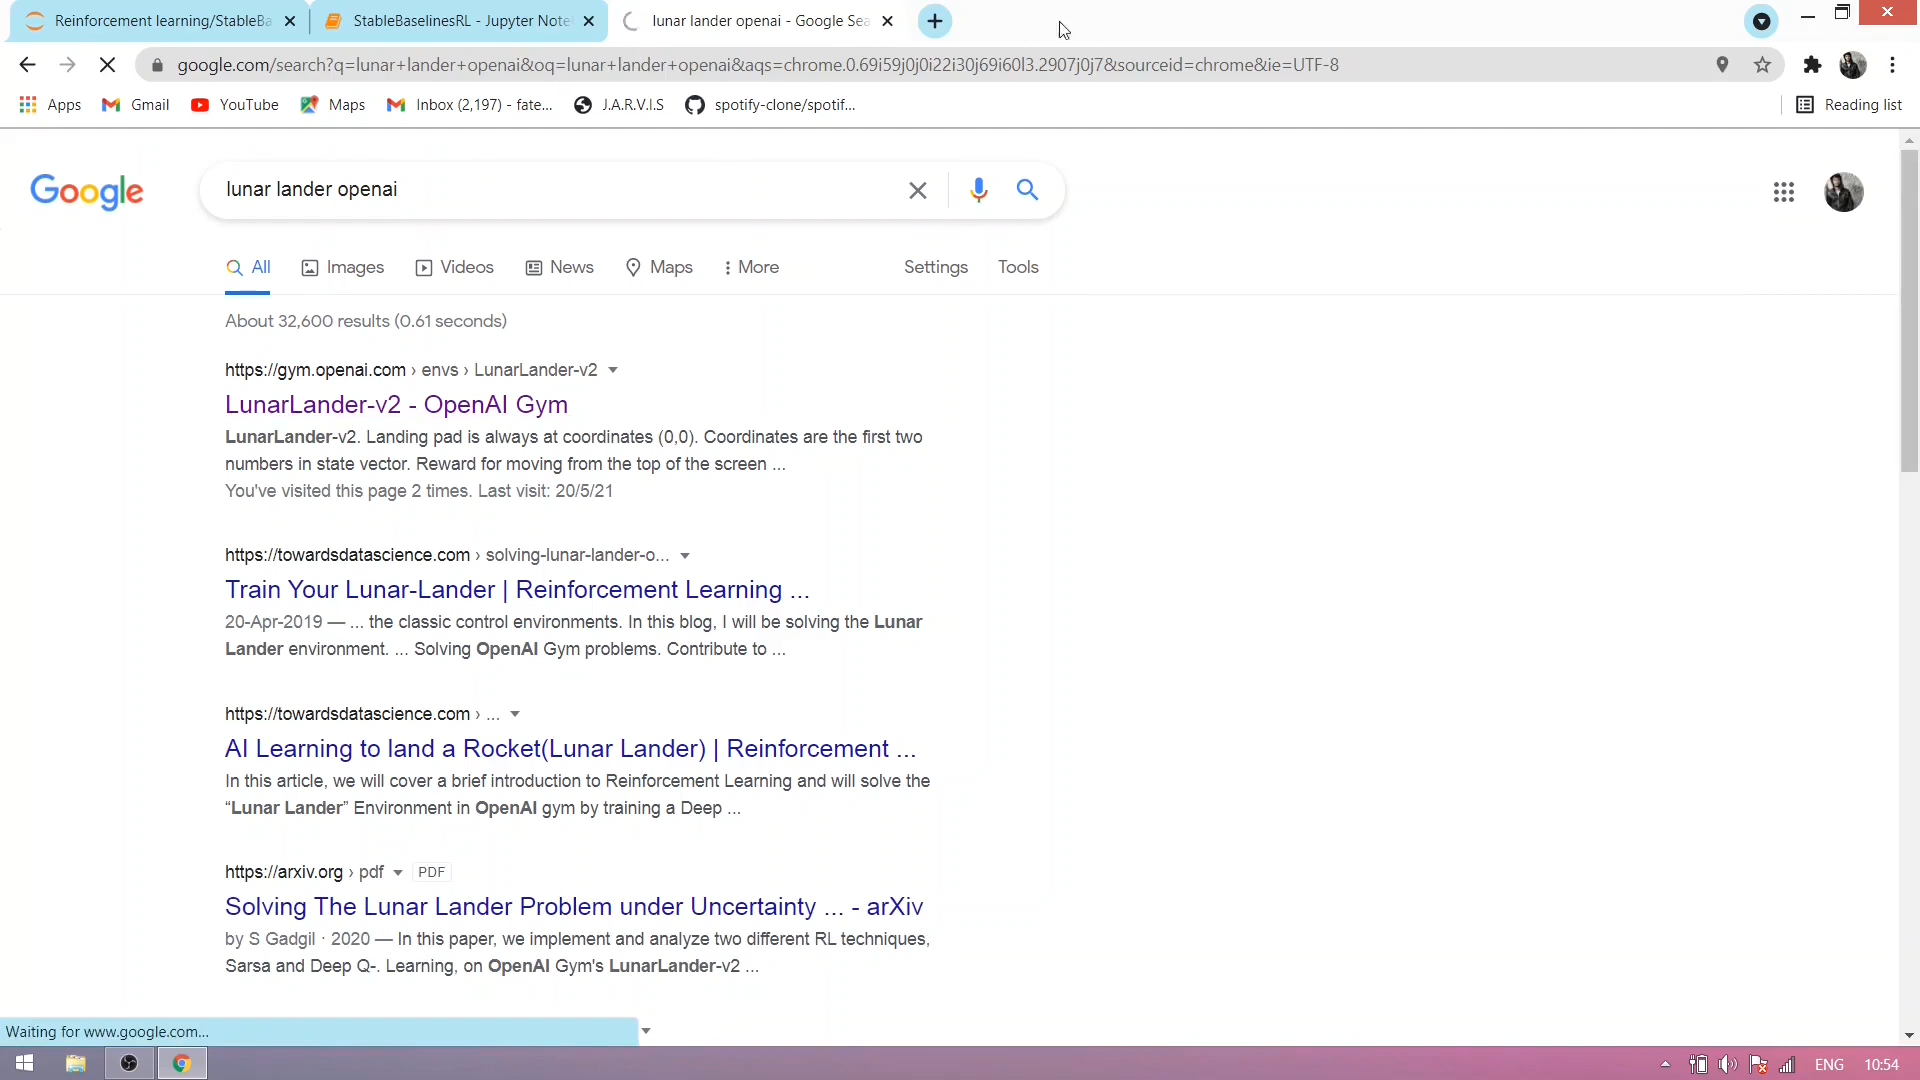 Reinforcement learning/StableBa
StableBaselinesRL - Jupyter Note
lunar lander openai - Google Sea
google.com/search?q=lunar+lander+openai&oq=lunar+lander+openai&aqs=chrome.0.69i59j0j0i22i30j69i60l3.2907j0j7&sourceid=chrome&ie=UTF-8
Apps
Gmail
YouTube
Maps
Inbox (2,197) - fate...
J.A.R.V.I.S
spotify-clone/spotif...
Reading list
Google
lunar lander openai
All
Images
Videos
News
Maps
More
Settings
Tools
About 32,600 results (0.61 seconds)
https://gym.openai.com › envs › LunarLander-v2
LunarLander-v2 - OpenAI Gym
LunarLander-v2. Landing pad is always at coordinates (0,0). Coordinates are the first two
numbers in state vector. Reward for moving from the top of the screen ...
You've visited this page 2 times. Last visit: 20/5/21
https://towardsdatascience.com › solving-lunar-lander-o...
Train Your Lunar-Lander | Reinforcement Learning ...
20-Apr-2019 — ... the classic control environments. In this blog, I will be solving the Lunar
Lander environment. ... Solving OpenAI Gym problems. Contribute to ...
https://towardsdatascience.com › ...
AI Learning to land a Rocket(Lunar Lander) | Reinforcement ...
In this article, we will cover a brief introduction to Reinforcement Learning and will solve the
“Lunar Lander” Environment in OpenAI gym by training a Deep ...
https://arxiv.org › pdf
PDF
Solving The Lunar Lander Problem under Uncertainty ... - arXiv
by S Gadgil · 2020 — In this paper, we implement and analyze two different RL techniques,
Sarsa and Deep Q-. Learning, on OpenAI Gym's LunarLander-v2 ...
Waiting for www.google.com...
ENG
10:54